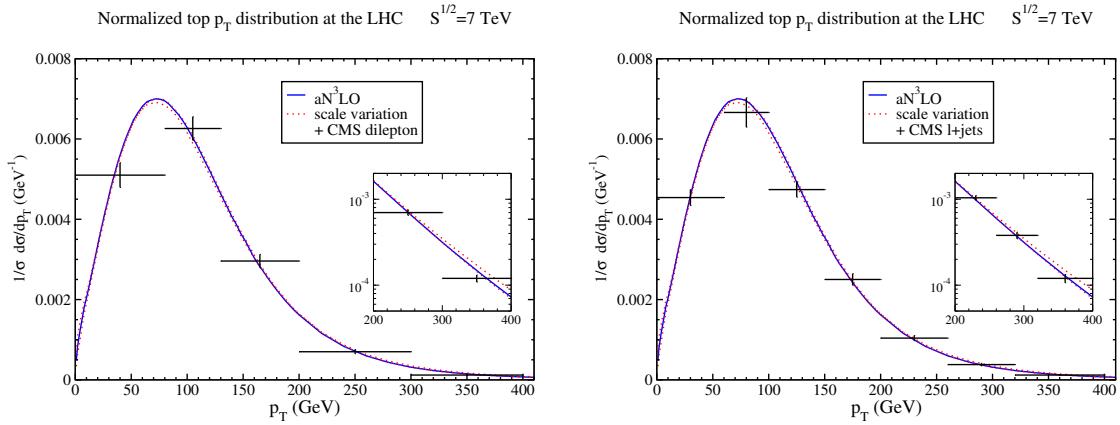 Normalized top p_T distribution at the LHC S^1/2=7 TeV
0.008
0.006
0.004
0.002
0
1/σ dσ/dp_T (GeV^-1)
aN^3LO
scale variation
+ CMS dilepton
10^-3
10^-4
200 300 400
0 50 100 150 200 250 300 350 400
p_T (GeV)
Normalized top p_T distribution at the LHC S^1/2=7 TeV
0.008
0.006
0.004
0.002
0
1/σ dσ/dp_T (GeV^-1)
aN^3LO
scale variation
+ CMS l+jets
10^-3
10^-4
200 300 400
0 50 100 150 200 250 300 350 400
p_T (GeV)